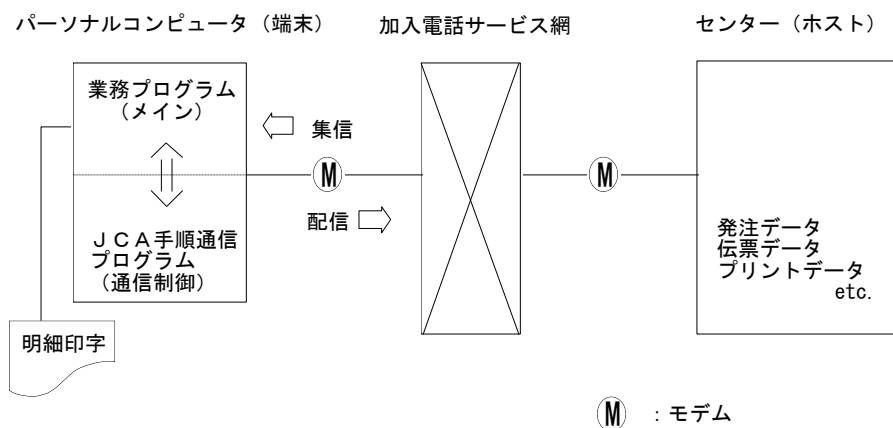 パーソナルコンピュータ（端末）
加入電話サービス網
センター（ホスト）
業務プログラム
（メイン）
集信
M
M
配信
ＪＣＡ手順通信
プログラム
（通信制御）
発注データ
伝票データ
プリントデータ
etc.
明細印字
M ：モデム